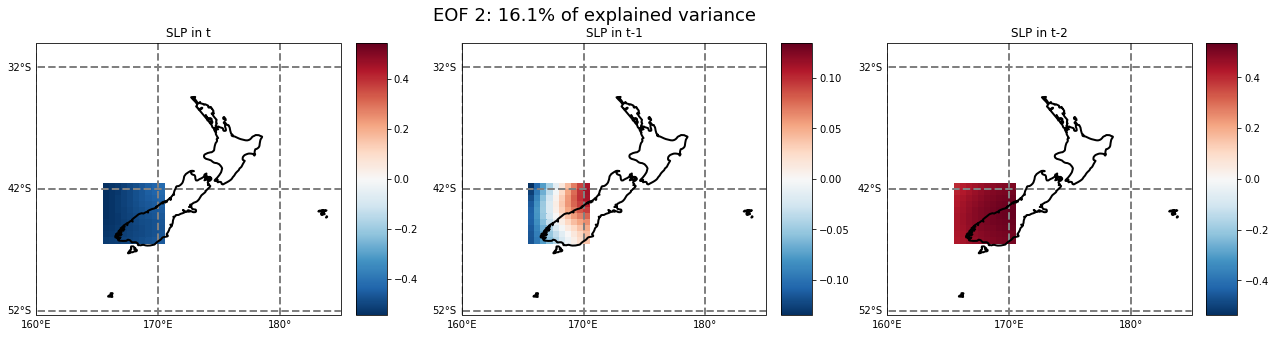 EOF 2: 16.1% of explained variance
SLP in t
32°S
42°S
52°S
160°E
170°E
180°
0.4
0.2
0.0
−0.2
−0.4
SLP in t-1
32°S
42°S
52°S
160°E
170°E
180°
0.10
0.05
0.00
−0.05
−0.10
SLP in t-2
32°S
42°S
52°S
160°E
170°E
180°
0.4
0.2
0.0
−0.2
−0.4